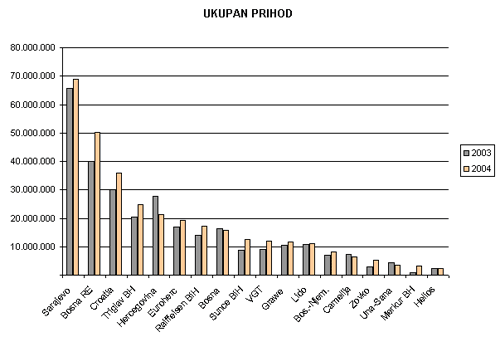 UKUPAN PRIHOD
80.000.000
70.000.000
60.000.000
50.000.000
40.000.000
30.000.000
20.000.000
10.000.000
2003
2004
Sarajevo
Bosna RE
Croatia
Triglav BH
Hercegovina
Euroherc
Raiffeisen BIH
Bosna
Sunce BIH
VGT
Grawe
Lido
Bos.-Njem.
Camelija
Zovko
Una-Sana
Merkur BH
Helios